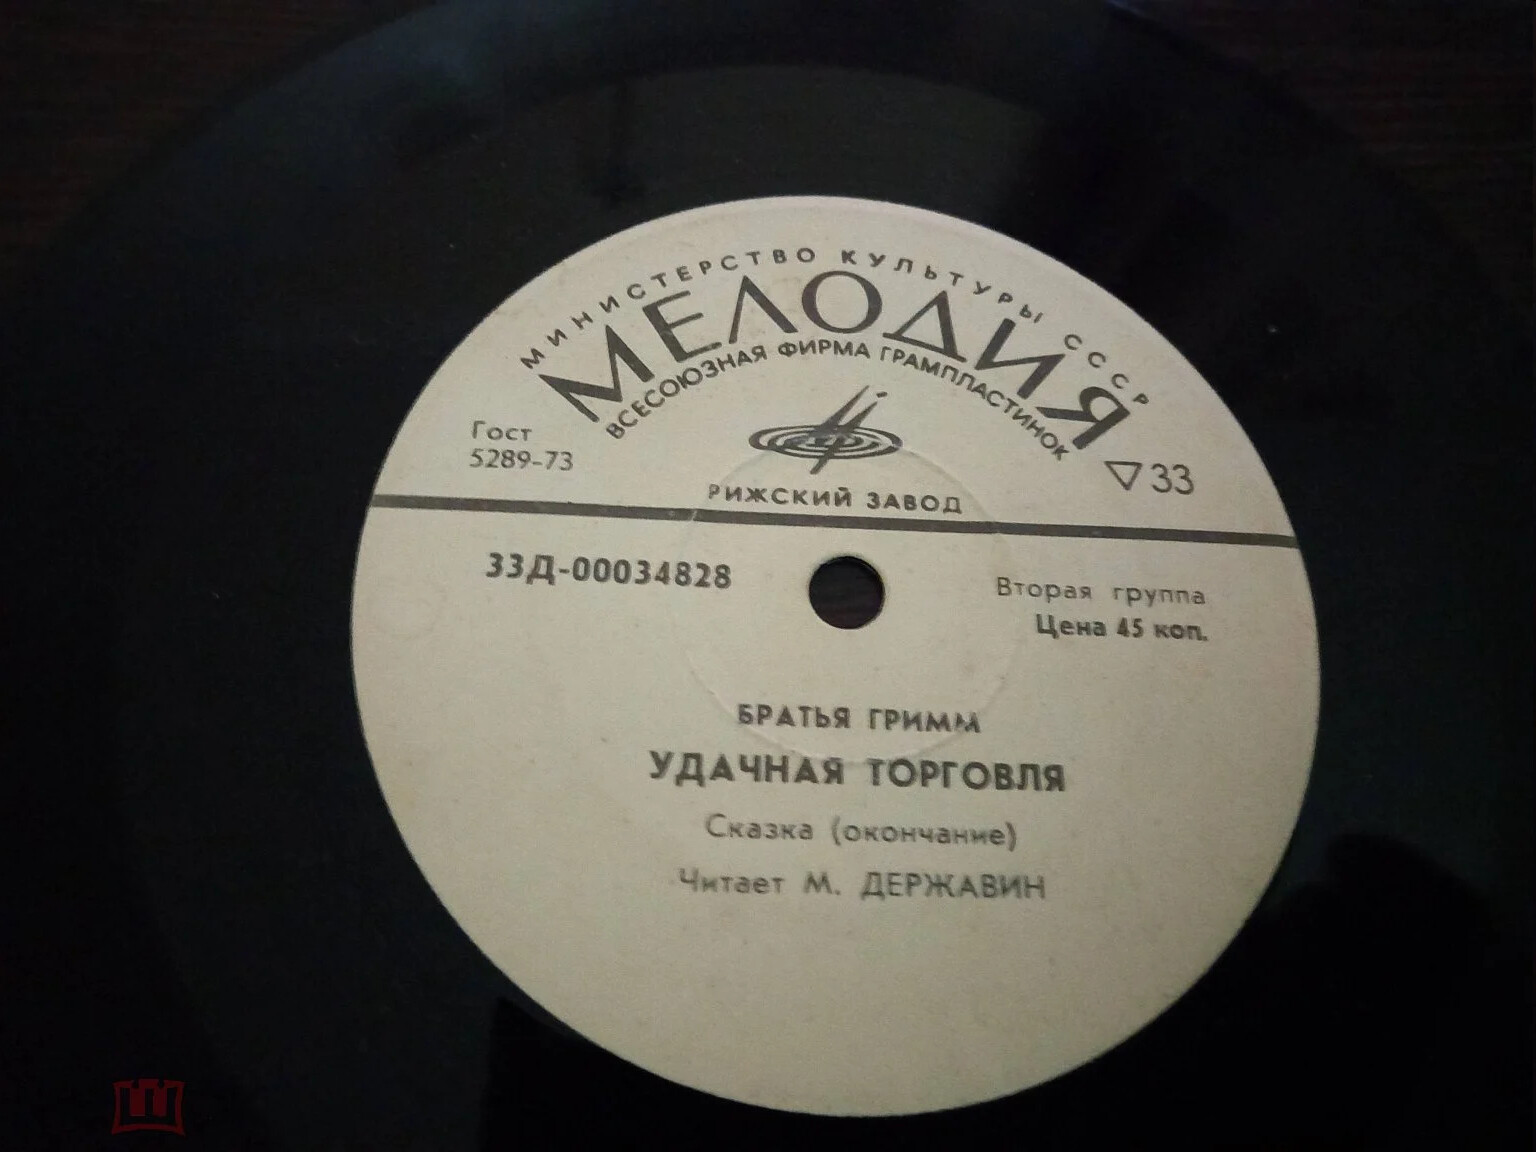 МИНИСТЕРСТВО КУЛЬТУРЫ СССР
МЕЛОДИЯ
ВСЕСОЮЗНАЯ ФИРМА ГРАМПЛАСТИНОК
Гост
5289-73
▽33
РИЖСКИЙ ЗАВОД
33Д-00034828
Вторая группа
Цена 45 коп.
БРАТЬЯ ГРИММ
УДАЧНАЯ ТОРГОВЛЯ
Сказка (окончание)
Читает М. ДЕРЖАВИН